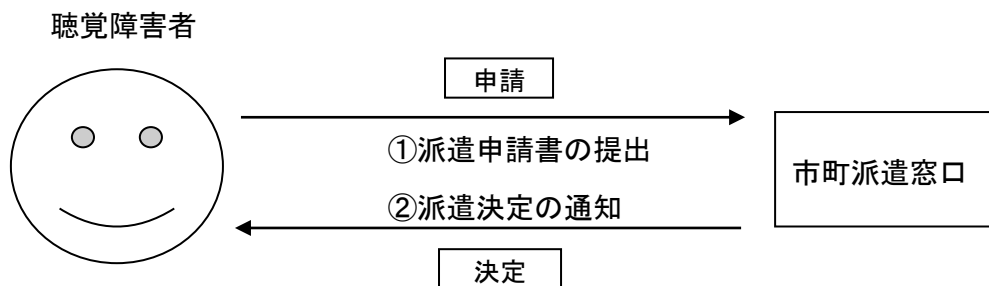 聴覚障害者
申請
①派遣申請書の提出
市町派遣窓口
②派遣決定の通知
決定